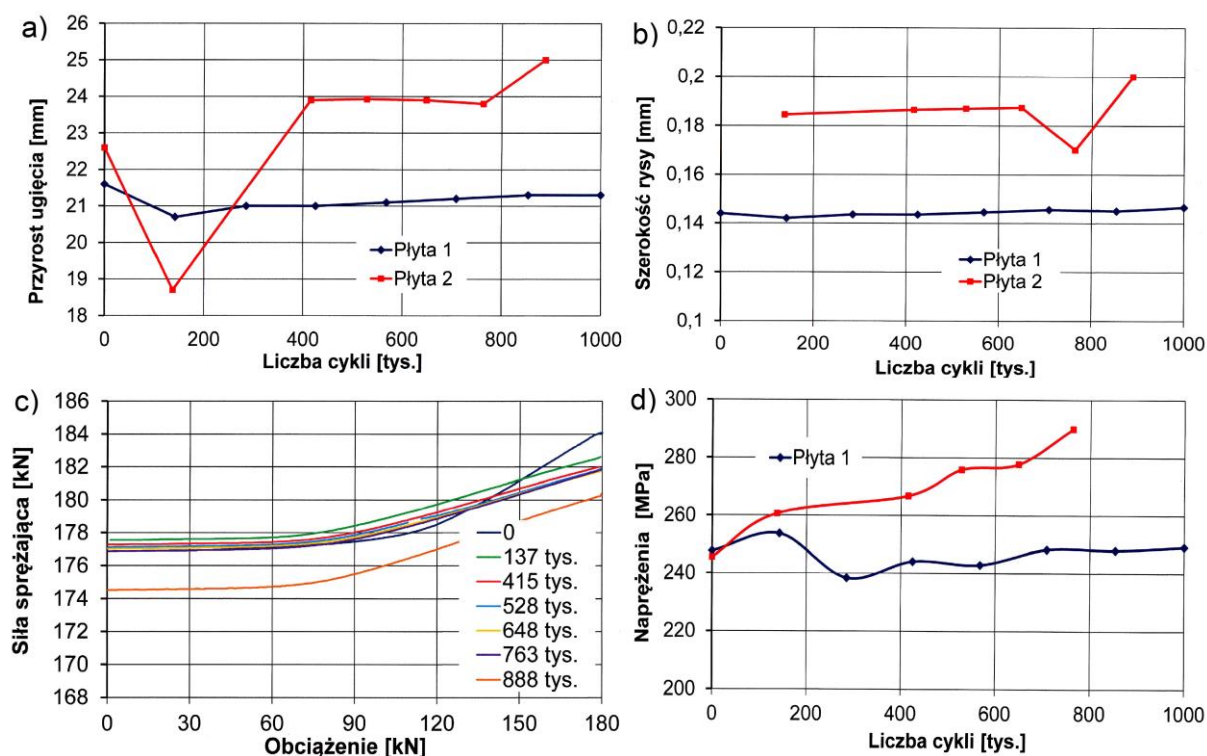 a)
26
25
24
23
22
21
20
19
18
Przyrost ugięcia [mm]
Płyta 1
Płyta 2
0 200 400 600 800 1000
Liczba cykli [tys.]
b)
0,22
0,2
0,18
0,16
0,14
0,12
0,1
Szerokość rysy [mm]
Płyta 1
Płyta 2
0 200 400 600 800 1000
Liczba cykli [tys.]
c)
186
184
182
180
178
176
174
172
170
168
Siła sprężająca [kN]
0
137 tys.
415 tys.
528 tys.
648 tys.
763 tys.
888 tys.
0 30 60 90 120 150 180
Obciążenie [kN]
d)
300
280
260
240
220
200
Naprężenia [MPa]
Płyta 1
0 200 400 600 800 1000
Liczba cykli [tys.]